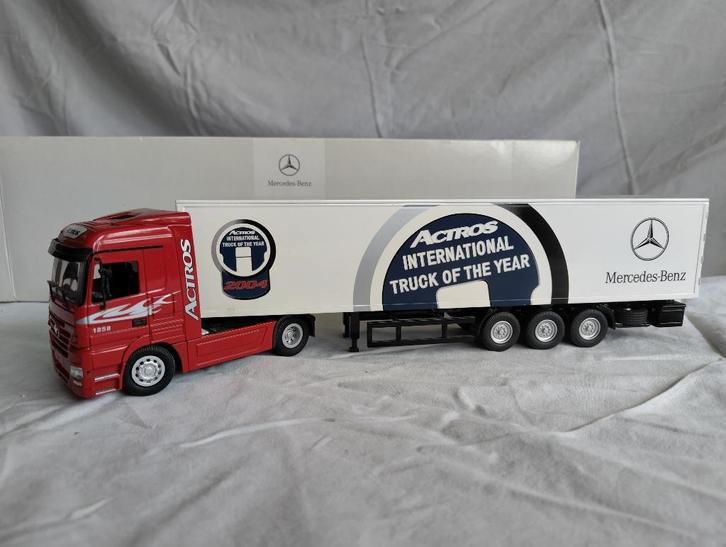 Mercedes-Benz
ACTROS
1858
ACTROS
INTERNATIONAL
TRUCK OF THE YEAR
2004
ACTROS
INTERNATIONAL
TRUCK OF THE YEAR
Mercedes-Benz